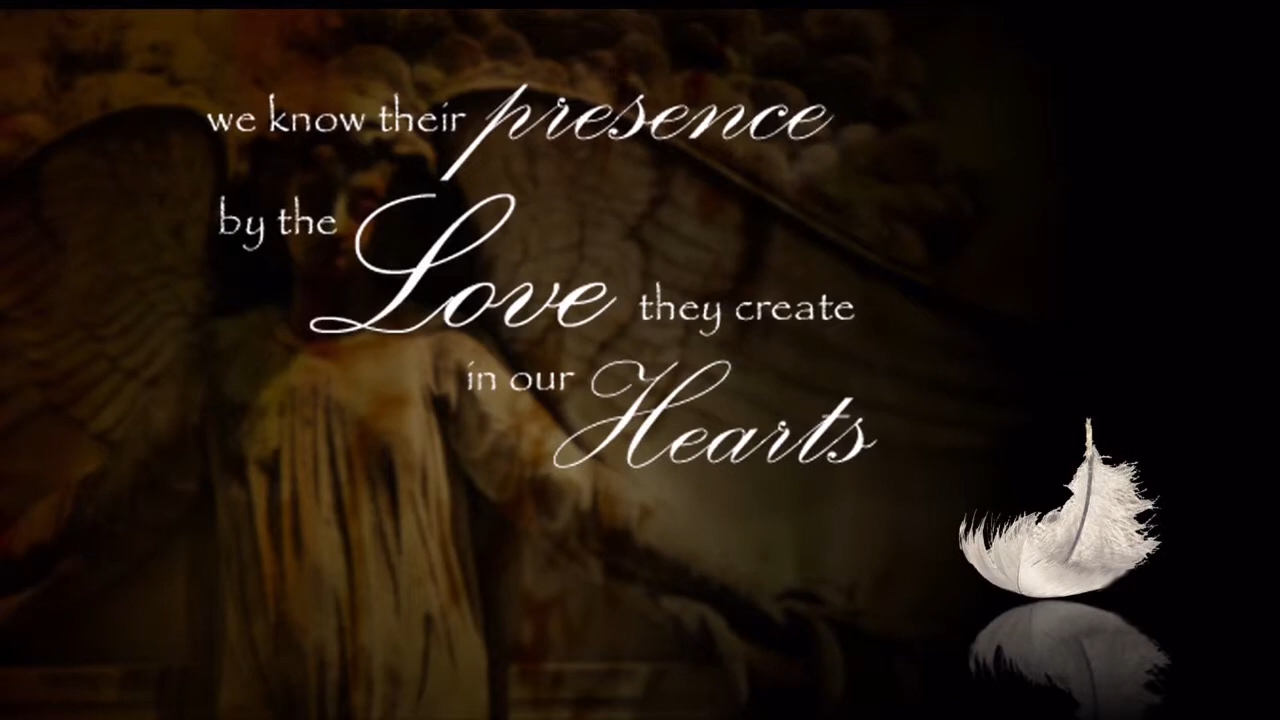 we know their presence
by the
Love they create
in our
Hearts